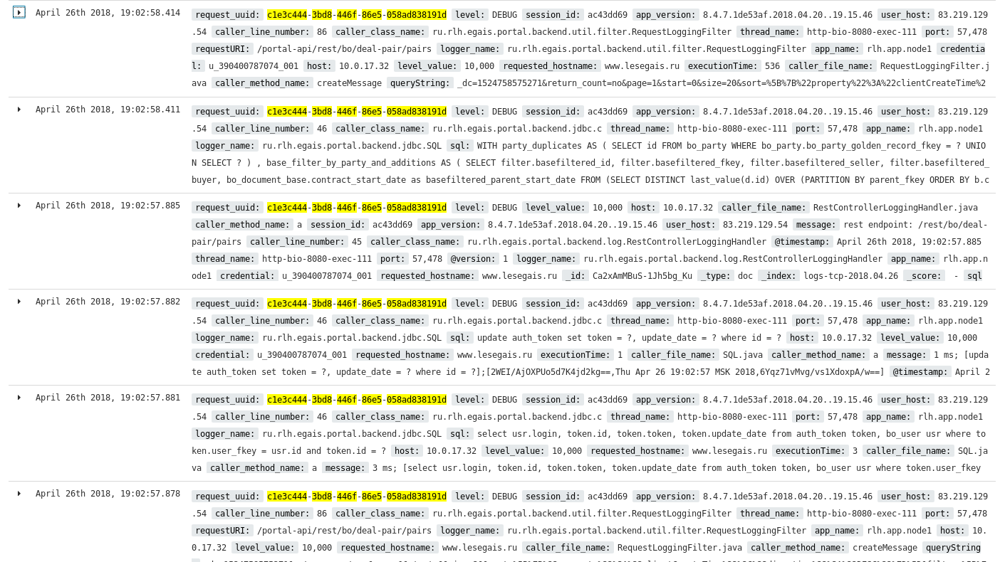 April 26th 2018, 19:02:58.414 request_uuid: c1e3c444-3bd8-446f-86e5-058ad838191d level: DEBUG session_id: ac43dd69 app_version: 8.4.7.1de53af.2018.04.20..19.15.46 user_host: 83.219.129
.54 caller_line_number: 86 caller_class_name: ru.rlh.egais.portal.backend.util.filter.RequestLoggingFilter thread_name: http-bio-8080-exec-111 port: 57,478
requestURI: /portal-api/rest/bo/deal-pair/pairs logger_name: ru.rlh.egais.portal.backend.util.filter.RequestLoggingFilter app_name: rlh.app.node1 credentia
l: u_390400787074_001 host: 10.0.17.32 level_value: 10,000 requested_hostname: www.lesegais.ru executionTime: 536 caller_file_name: RequestLoggingFilter.j
ava caller_method_name: createMessage queryString: _dc=1524758575271&return_count=no&page=1&start=0&size=20&sort=%5B%7B%22property%22%3A%22clientCreateTime%2
April 26th 2018, 19:02:58.411 request_uuid: c1e3c444-3bd8-446f-86e5-058ad838191d level: DEBUG session_id: ac43dd69 app_version: 8.4.7.1de53af.2018.04.20..19.15.46 user_host: 83.219.129
.54 caller_line_number: 46 caller_class_name: ru.rlh.egais.portal.backend.jdbc.c thread_name: http-bio-8080-exec-111 port: 57,478 app_name: rlh.app.node1
logger_name: ru.rlh.egais.portal.backend.jdbc.SQL sql: WITH party_duplicates AS ( SELECT id FROM bo_party WHERE bo_party.bo_party_golden_record_fkey = ? UNIO
N SELECT ? ) , base_filter_by_party_and_additions AS ( SELECT filter.basefiltered_id, filter.basefiltered_fkey, filter.basefiltered_seller, filter.basefiltered_
buyer, bo_document_base.contract_start_date as basefiltered_parent_start_date FROM (SELECT DISTINCT last_value(d.id) OVER (PARTITION BY parent_fkey ORDER BY b.c
April 26th 2018, 19:02:57.885 request_uuid: c1e3c444-3bd8-446f-86e5-058ad838191d level: DEBUG level_value: 10,000 host: 10.0.17.32 caller_file_name: RestControllerLoggingHandler.java
caller_method_name: a session_id: ac43dd69 app_version: 8.4.7.1de53af.2018.04.20..19.15.46 user_host: 83.219.129.54 message: rest endpoint: /rest/bo/deal-
pair/pairs caller_line_number: 45 caller_class_name: ru.rlh.egais.portal.backend.log.RestControllerLoggingHandler @timestamp: April 26th 2018, 19:02:57.885
thread_name: http-bio-8080-exec-111 port: 57,478 @version: 1 logger_name: ru.rlh.egais.portal.backend.log.RestControllerLoggingHandler app_name: rlh.app.n
ode1 credential: u_390400787074_001 requested_hostname: www.lesegais.ru _id: Ca2xAmMBuS-1Jh5bg_Ku _type: doc _index: logs-tcp-2018.04.26 _score: - sql
April 26th 2018, 19:02:57.882 request_uuid: c1e3c444-3bd8-446f-86e5-058ad838191d level: DEBUG session_id: ac43dd69 app_version: 8.4.7.1de53af.2018.04.20..19.15.46 user_host: 83.219.129
.54 caller_line_number: 46 caller_class_name: ru.rlh.egais.portal.backend.jdbc.c thread_name: http-bio-8080-exec-111 port: 57,478 app_name: rlh.app.node1
logger_name: ru.rlh.egais.portal.backend.jdbc.SQL sql: update auth_token set token = ?, update_date = ? where id = ? host: 10.0.17.32 level_value: 10,000
credential: u_390400787074_001 requested_hostname: www.lesegais.ru executionTime: 1 caller_file_name: SQL.java caller_method_name: a message: 1 ms; [upda
te auth_token set token = ?, update_date = ? where id = ?];[2WEI/AjOXPUo5d7K4jd2kg==,Thu Apr 26 19:02:57 MSK 2018,6Yqz71vMvg/vs1XdoxpA/w==] @timestamp: April 2
April 26th 2018, 19:02:57.881 request_uuid: c1e3c444-3bd8-446f-86e5-058ad838191d level: DEBUG session_id: ac43dd69 app_version: 8.4.7.1de53af.2018.04.20..19.15.46 user_host: 83.219.129
.54 caller_line_number: 46 caller_class_name: ru.rlh.egais.portal.backend.jdbc.c thread_name: http-bio-8080-exec-111 port: 57,478 app_name: rlh.app.node1
logger_name: ru.rlh.egais.portal.backend.jdbc.SQL sql: select usr.login, token.id, token.token, token.update_date from auth_token token, bo_user usr where to
ken.user_fkey = usr.id and token.id = ? host: 10.0.17.32 level_value: 10,000 requested_hostname: www.lesegais.ru executionTime: 3 caller_file_name: SQL.ja
va caller_method_name: a message: 3 ms; [select usr.login, token.id, token.token, token.update_date from auth_token token, bo_user usr where token.user_fkey
April 26th 2018, 19:02:57.878 request_uuid: c1e3c444-3bd8-446f-86e5-058ad838191d level: DEBUG session_id: ac43dd69 app_version: 8.4.7.1de53af.2018.04.20..19.15.46 user_host: 83.219.129
.54 caller_line_number: 86 caller_class_name: ru.rlh.egais.portal.backend.util.filter.RequestLoggingFilter thread_name: http-bio-8080-exec-111 port: 57,478
requestURI: /portal-api/rest/bo/deal-pair/pairs logger_name: ru.rlh.egais.portal.backend.util.filter.RequestLoggingFilter app_name: rlh.app.node1 host: 10.
0.17.32 level_value: 10,000 requested_hostname: www.lesegais.ru caller_file_name: RequestLoggingFilter.java caller_method_name: createMessage queryString